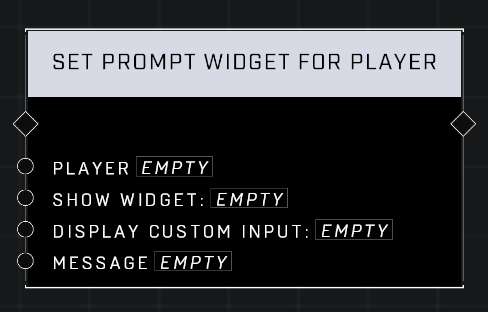 SET PROMPT WIDGET FOR PLAYER
PLAYER EMPTY
SHOW WIDGET: EMPTY
DISPLAY CUSTOM INPUT: EMPTY
MESSAGE EMPTY